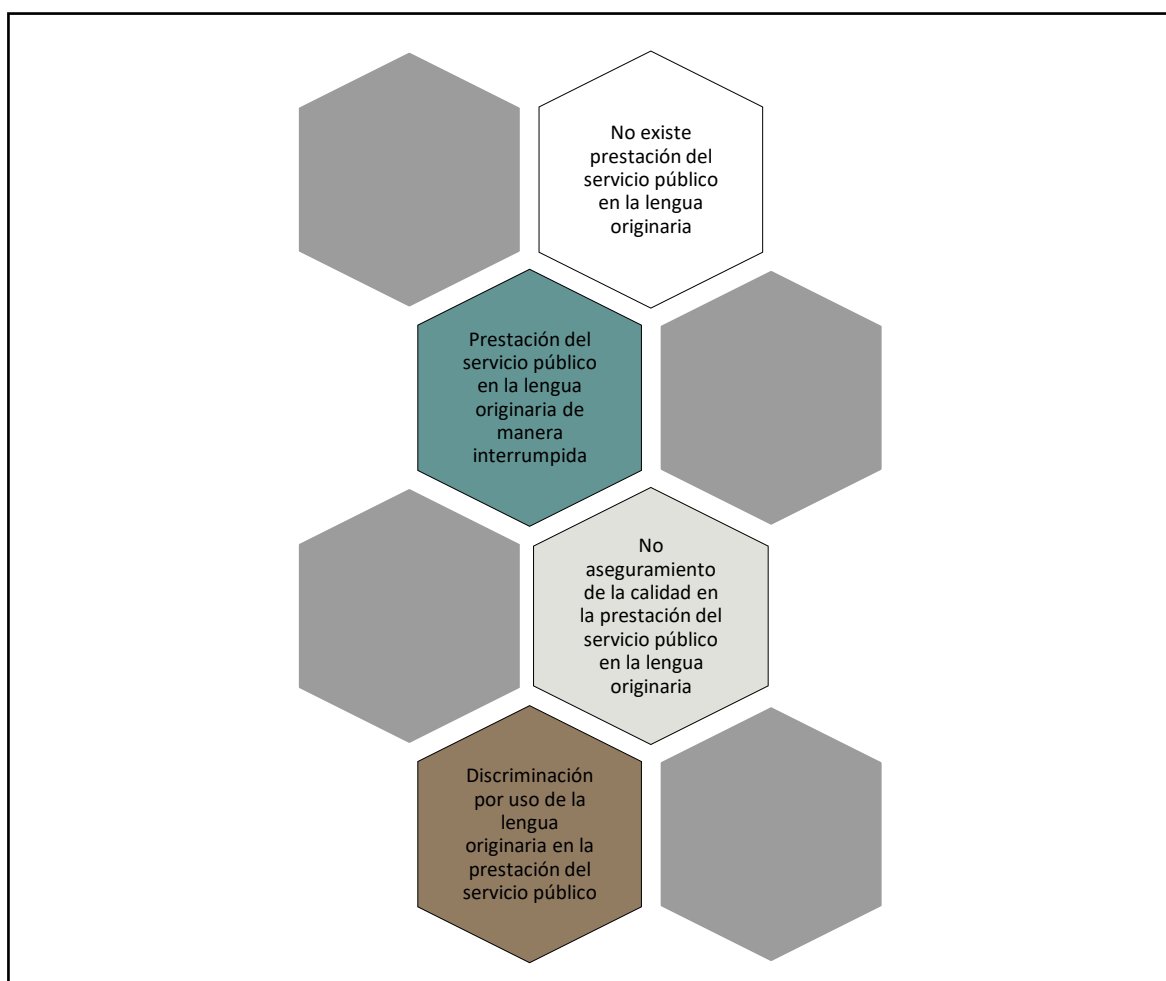 No existe
prestación del
servicio público
en la lengua
originaria
Prestación del
servicio público
en la lengua
originaria de
manera
interrumpida
No
aseguramiento
de la calidad en
la prestación del
servicio público
en la lengua
originaria
Discriminación
por uso de la
lengua
originaria en la
prestación del
servicio público